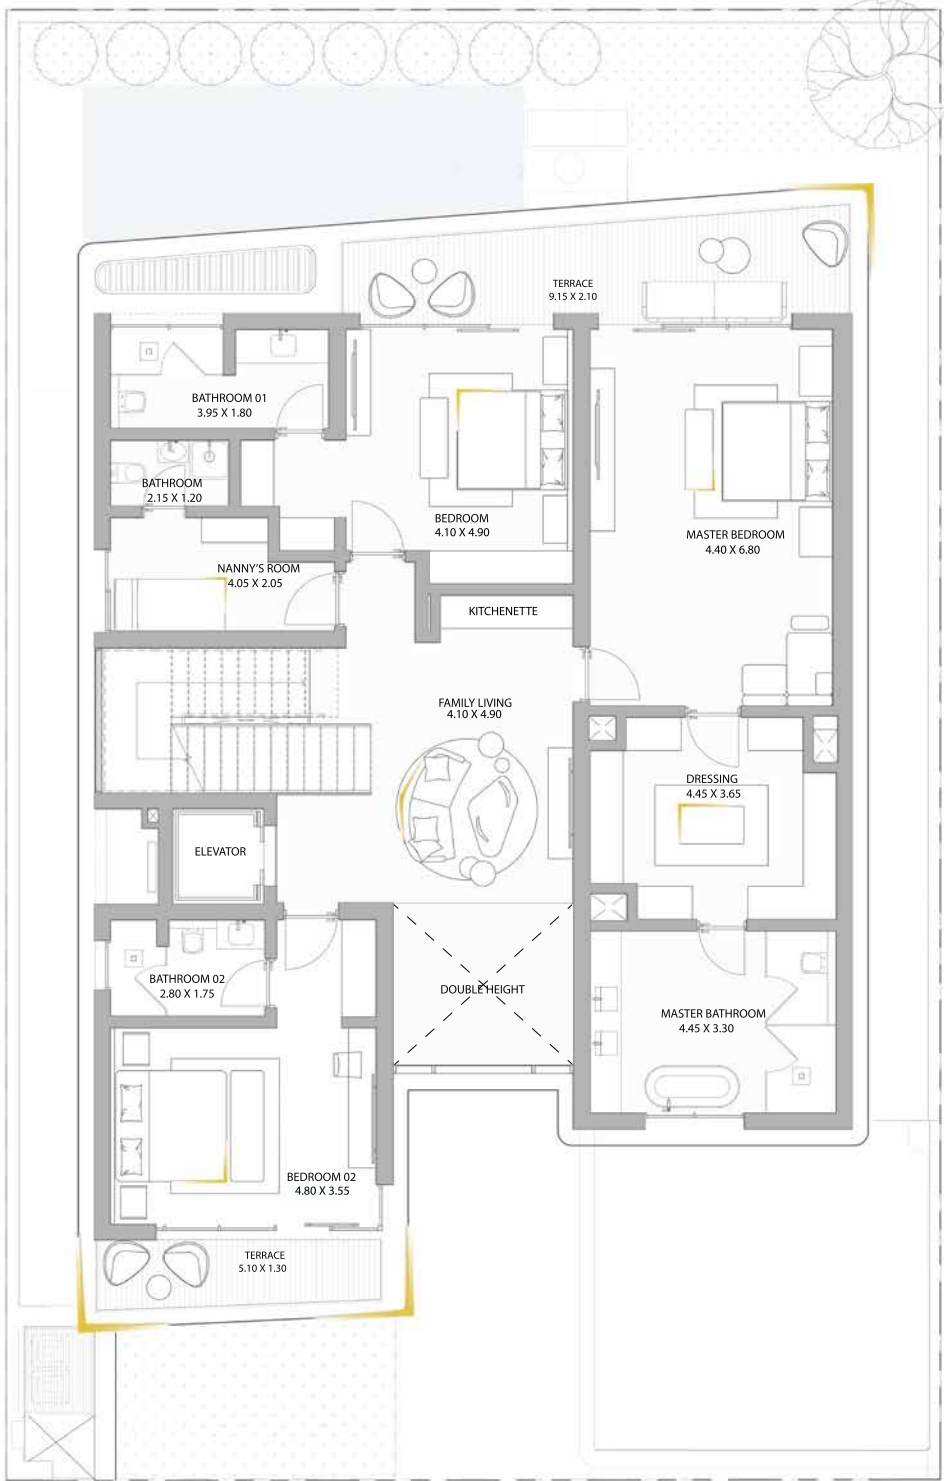 TERRACE
9.15 X 2.10
BATHROOM 01
3.95 X 1.80
BATHROOM
2.15 X 1.20
BEDROOM
4.10 X 4.90
MASTER BEDROOM
4.40 X 6.80
NANNY'S ROOM
4.05 X 2.05
KITCHENETTE
FAMILY LIVING
4.10 X 4.90
DRESSING
4.45 X 3.65
ELEVATOR
BATHROOM 02
2.80 X 1.75
DOUBLE HEIGHT
MASTER BATHROOM
4.45 X 3.30
BEDROOM 02
4.80 X 3.55
TERRACE
5.10 X 1.30